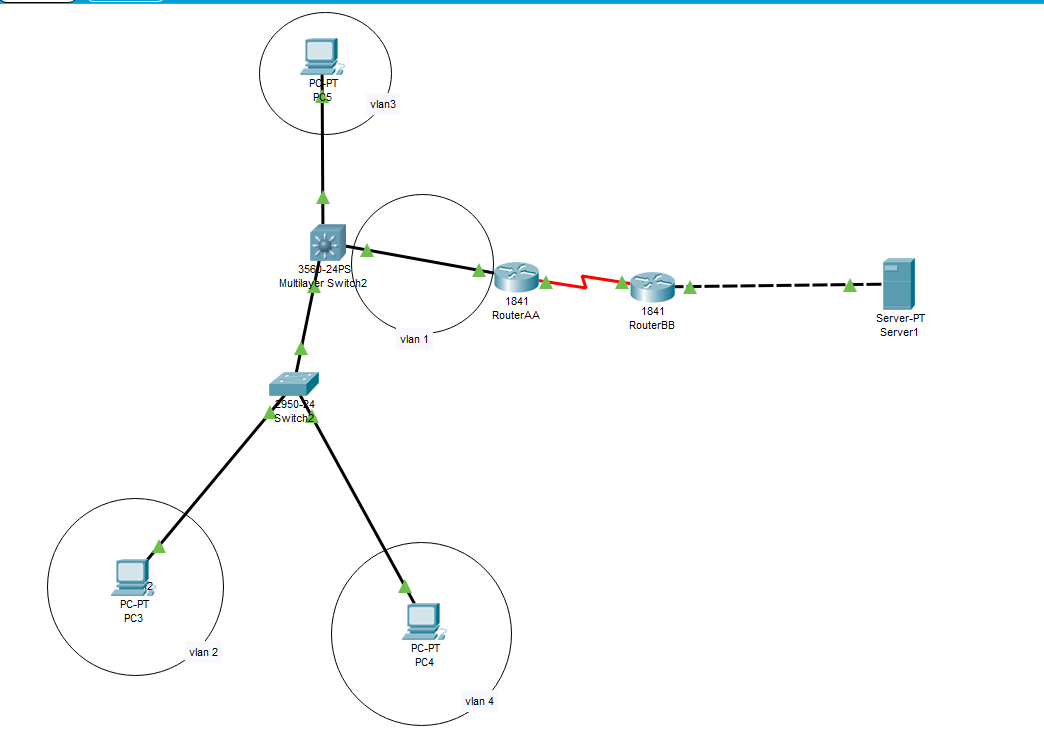 PC-PT
PC5
vlan3
3560-24PS
Multilayer Switch2
1841
RouterAA
1841
RouterBB
Server-PT
Server1
vlan 1
2950-24
Switch2
2
PC-PT
PC3
vlan 2
PC-PT
PC4
vlan 4